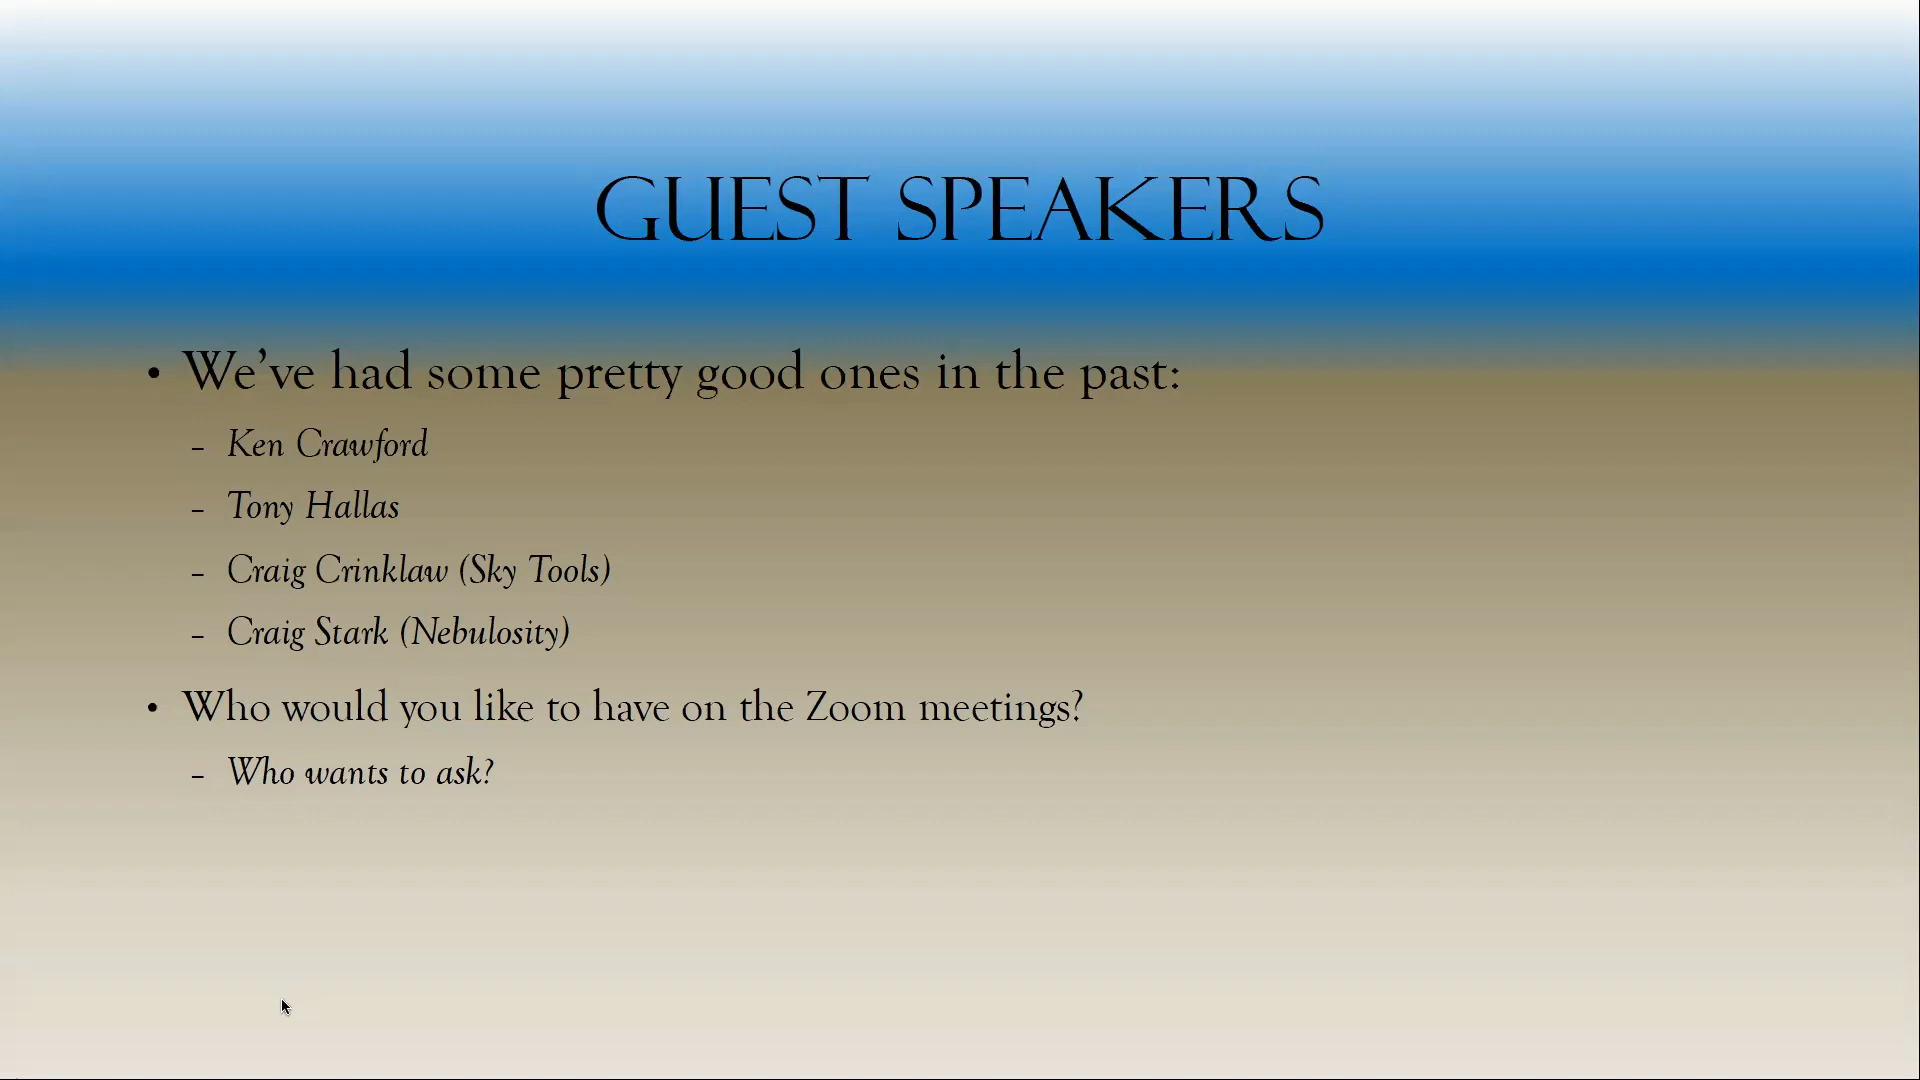 GUEST SPEAKERS
• We’ve had some pretty good ones in the past:
– Ken Crawford
– Tony Hallas
– Craig Crinklaw (Sky Tools)
– Craig Stark (Nebulosity)
• Who would you like to have on the Zoom meetings?
– Who wants to ask?